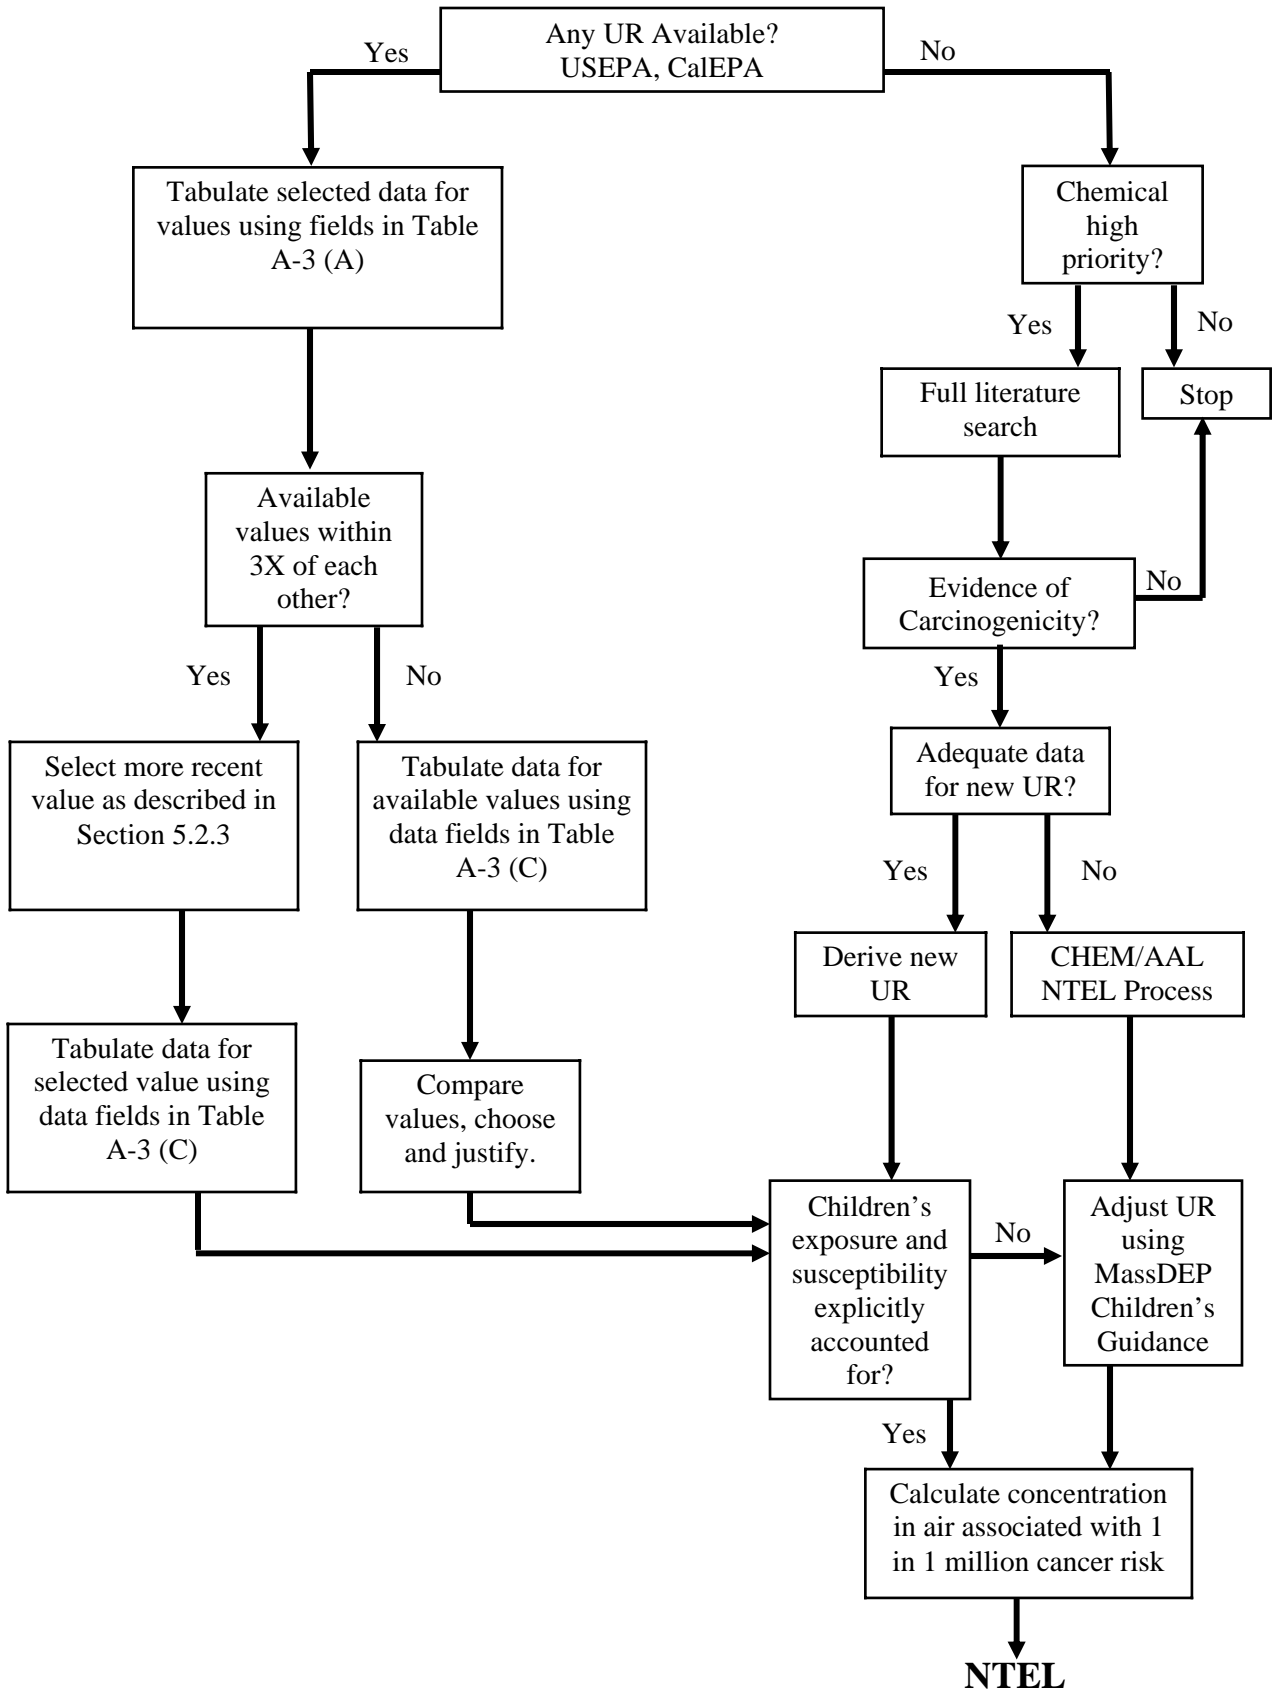 Any UR Available?
USEPA, CalEPA
Yes
No
Tabulate selected data for
values using fields in Table
A-3 (A)
Chemical
high
priority?
Yes
No
Full literature
search
Stop
Available
values within
3X of each
other?
Evidence of
Carcinogenicity?
No
Yes
No
Yes
Select more recent
value as described in
Section 5.2.3
Tabulate data for
available values using
data fields in Table
A-3 (C)
Adequate data
for new UR?
Yes
No
Derive new
UR
CHEM/AAL
NTEL Process
Tabulate data for
selected value using
data fields in Table
A-3 (C)
Compare
values, choose
and justify.
Children's
exposure and
susceptibility
explicitly
accounted
for?
No
Adjust UR
using
MassDEP
Children's
Guidance
Yes
Calculate concentration
in air associated with 1
in 1 million cancer risk
NTEL